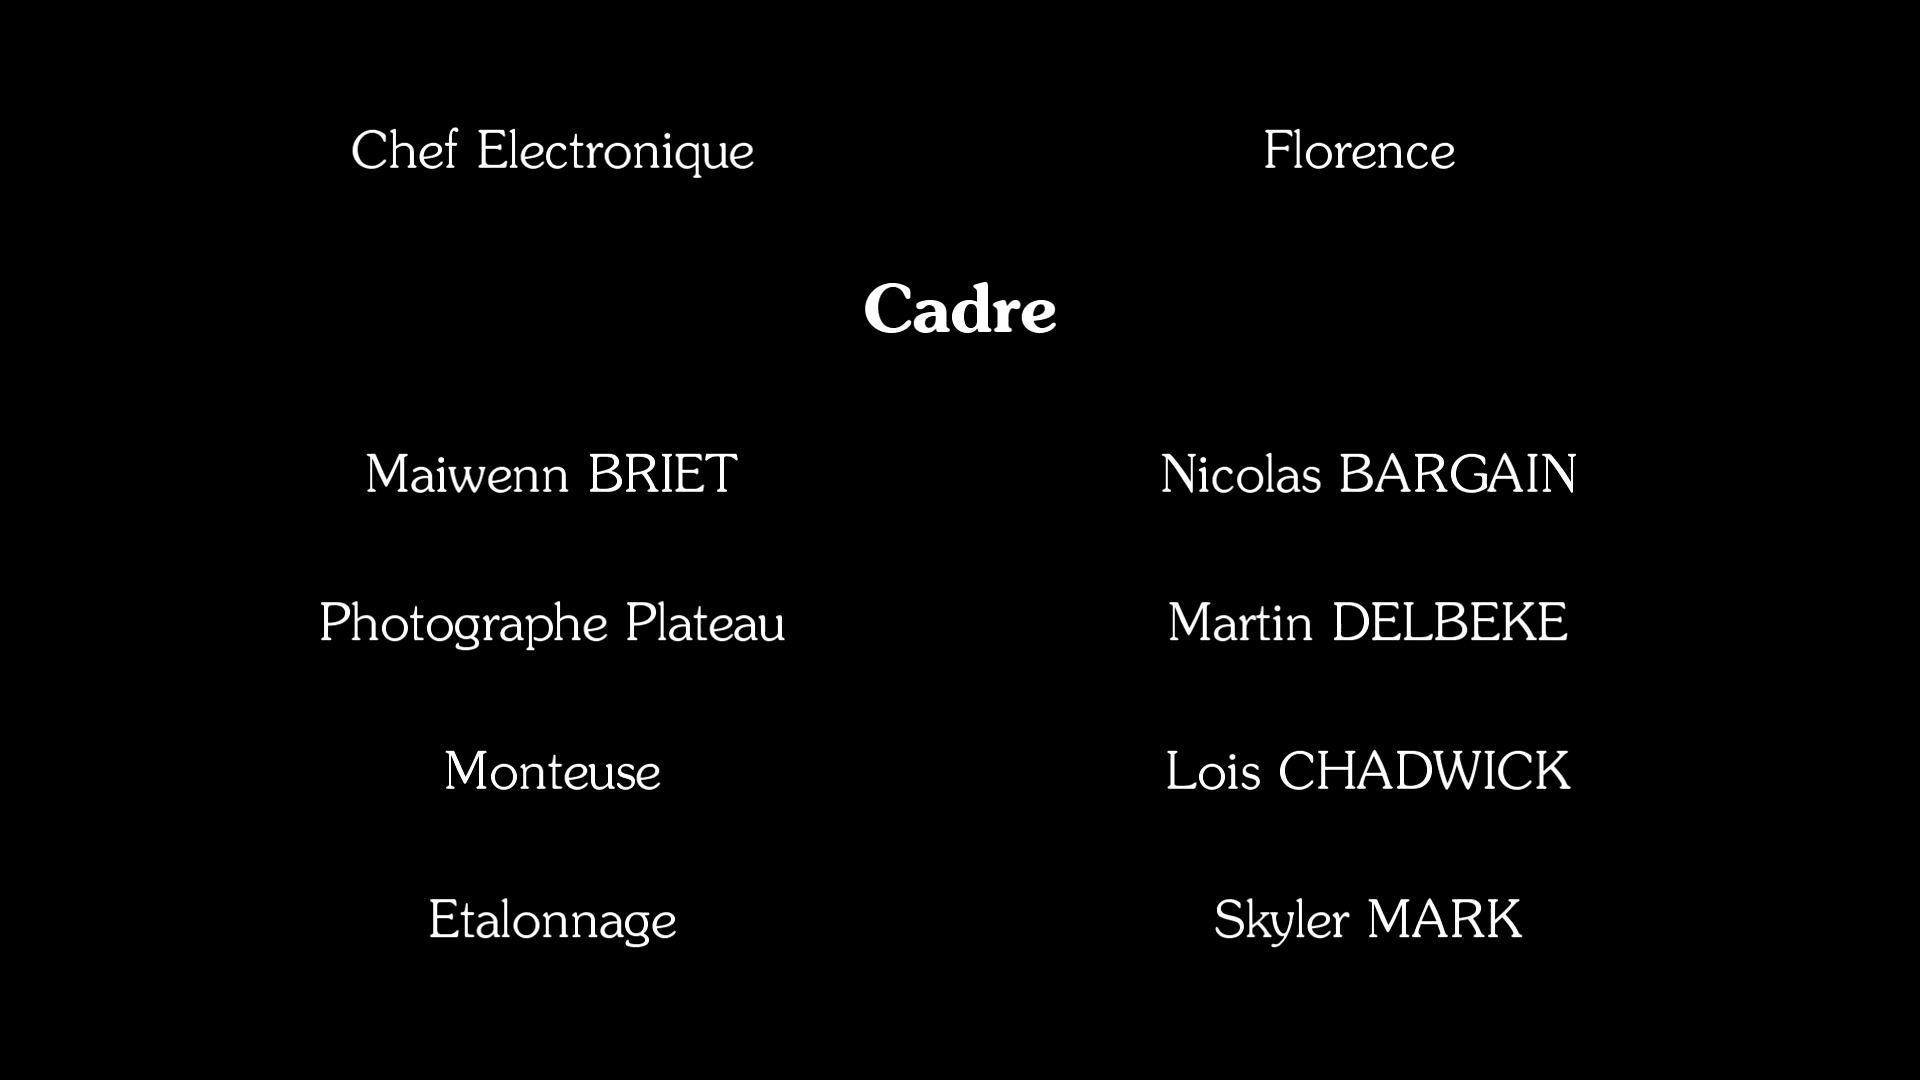 Chef Electronique Florence
Cadre
Maiwenn BRIET Nicolas BARGAIN
Photographe Plateau Martin DELBEKE
Monteuse Lois CHADWICK
Etalonnage Skyler MARK